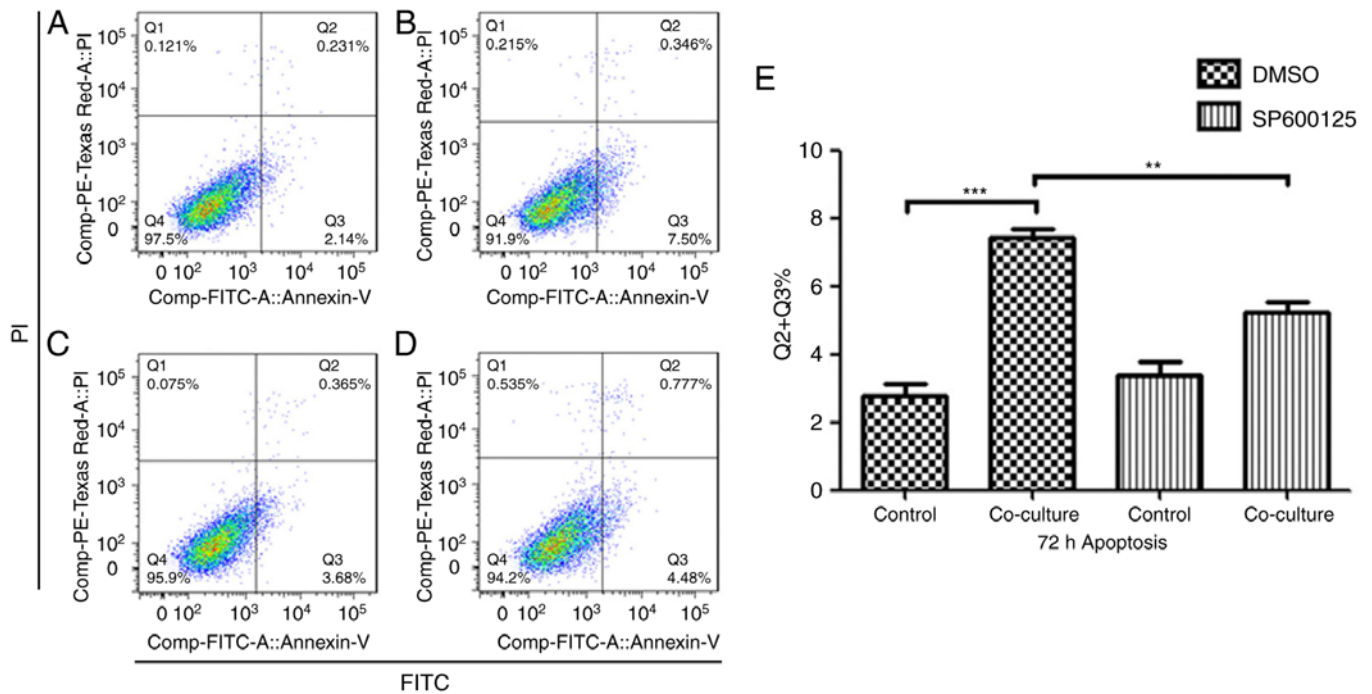 A
Q1
0.121%
Q2
0.231%
Q4
97.5%
Q3
2.14%
10^5
10^4
10^3
10^2
0
0 10^2 10^3 10^4 10^5
Comp-PE-Texas Red-A::PI
Comp-FITC-A::Annexin-V
B
Q1
0.215%
Q2
0.346%
Q4
91.9%
Q3
7.50%
10^5
10^4
10^3
10^2
0
0 10^2 10^3 10^4 10^5
Comp-PE-Texas Red-A::PI
Comp-FITC-A::Annexin-V
C
Q1
0.075%
Q2
0.365%
Q4
95.9%
Q3
3.68%
10^5
10^4
10^3
10^2
0
0 10^2 10^3 10^4 10^5
Comp-PE-Texas Red-A::PI
Comp-FITC-A::Annexin-V
D
Q1
0.535%
Q2
0.777%
Q4
94.2%
Q3
4.48%
10^5
10^4
10^3
10^2
0
0 10^2 10^3 10^4 10^5
Comp-PE-Texas Red-A::PI
Comp-FITC-A::Annexin-V
PI
FITC
E
DMSO
SP600125
***
**
Q2+Q3%
10
8
6
4
2
0
Control Co-culture Control Co-culture
72 h Apoptosis